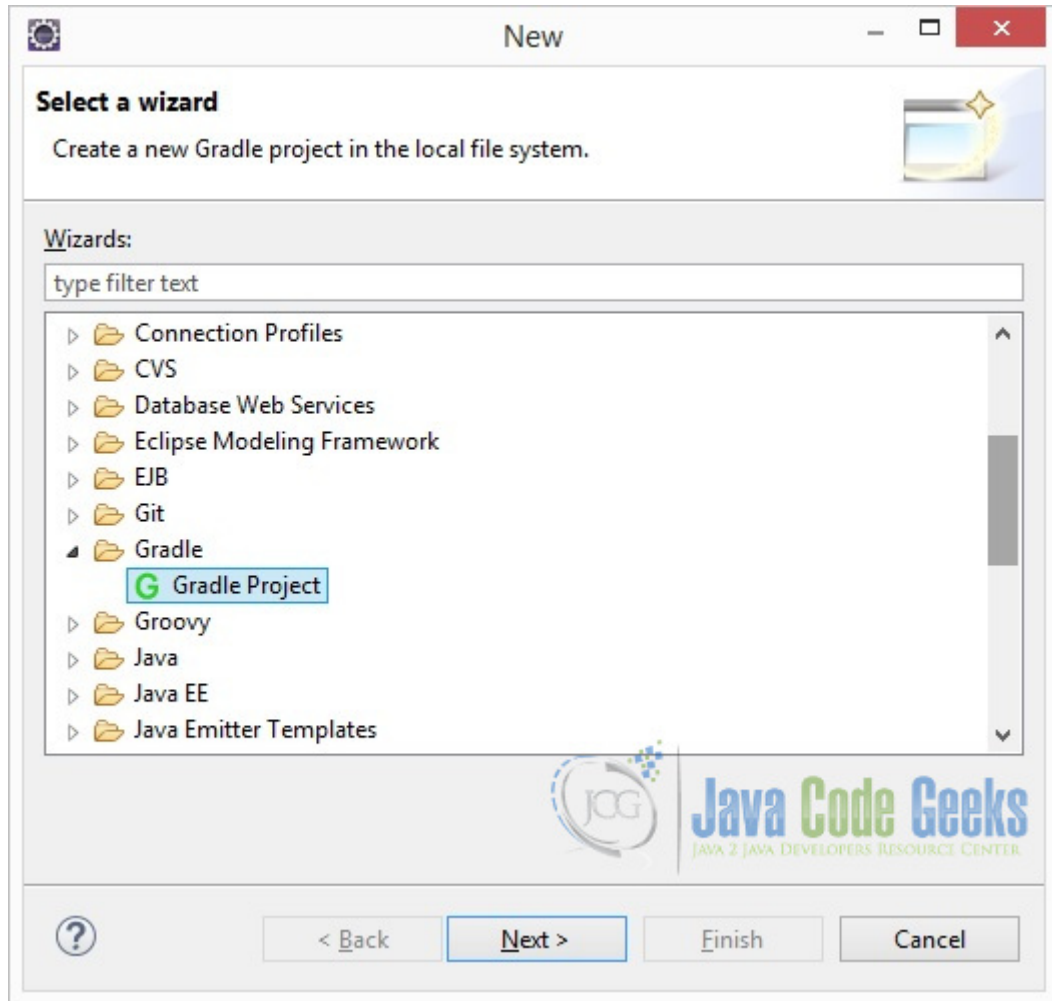 New
Select a wizard
Create a new Gradle project in the local file system.
Wizards:
type filter text
Connection Profiles
CVS
Database Web Services
Eclipse Modeling Framework
EJB
Git
Gradle
G Gradle Project
Groovy
Java
Java EE
Java Emitter Templates
JCG
Java Code Geeks
JAVA 2 JAVA DEVELOPERS RESOURCE CENTER
?
< Back
Next >
Finish
Cancel